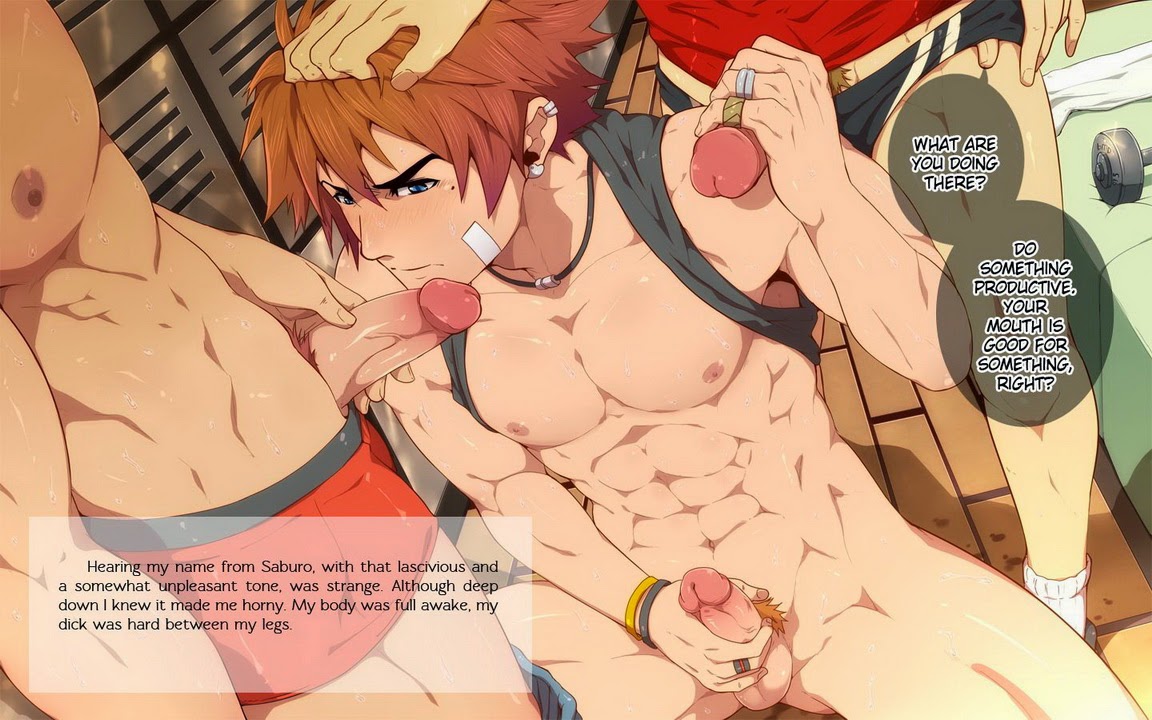 WHAT ARE
YOU DOING
THERE?
DO
SOMETHING
PRODUCTIVE.
YOUR
MOUTH IS
GOOD FOR
SOMETHING,
RIGHT?
Hearing my name from Saburo, with that lascivious and
a somewhat unpleasant tone, was strange. Although deep
down I knew it made me horny. My body was full awake, my
dick was hard between my legs.